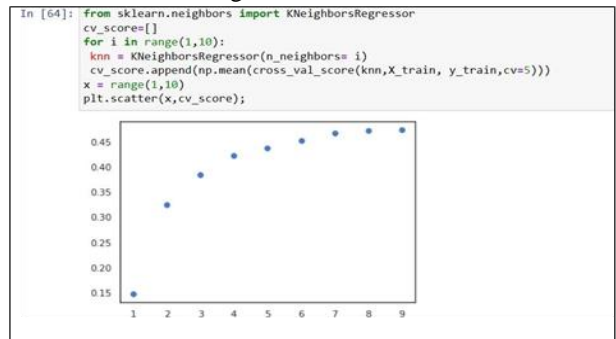 In [64]: from sklearn.neighbors import KNeighborsRegressor
cv_score=[]
for i in range(1,10):
knn = KNeighborsRegressor(n_neighbors= i)
cv_score.append(np.mean(cross_val_score(knn,X_train, y_train,cv=5)))
x = range(1,10)
plt.scatter(x,cv_score);
0.45
0.40
0.35
0.30
0.25
0.20
0.15
1 2 3 4 5 6 7 8 9